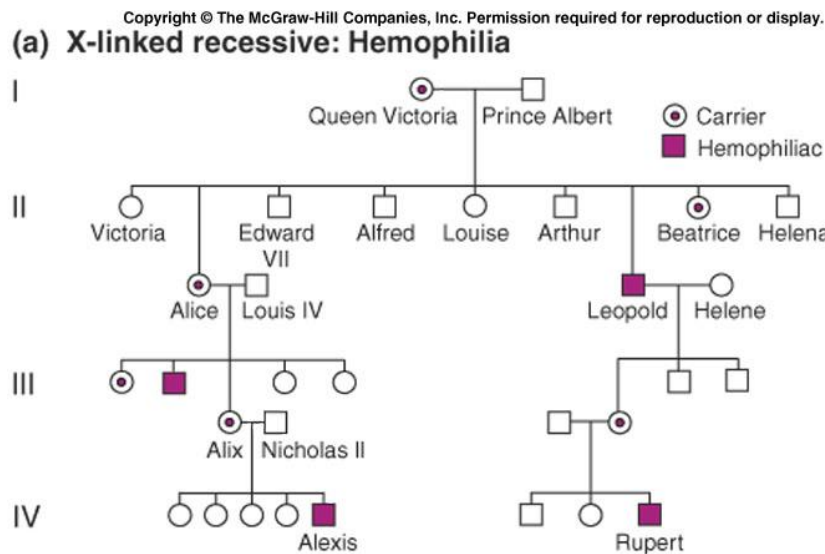 Copyright © The McGraw-Hill Companies, Inc. Permission required for reproduction or display.
(a) X-linked recessive: Hemophilia
I
Queen Victoria Prince Albert
Carrier
Hemophiliac
II
Victoria Edward VII Alfred Louise Arthur Beatrice Helena
Alice Louis IV Leopold Helene
III
Alix Nicholas II
IV
Alexis Rupert